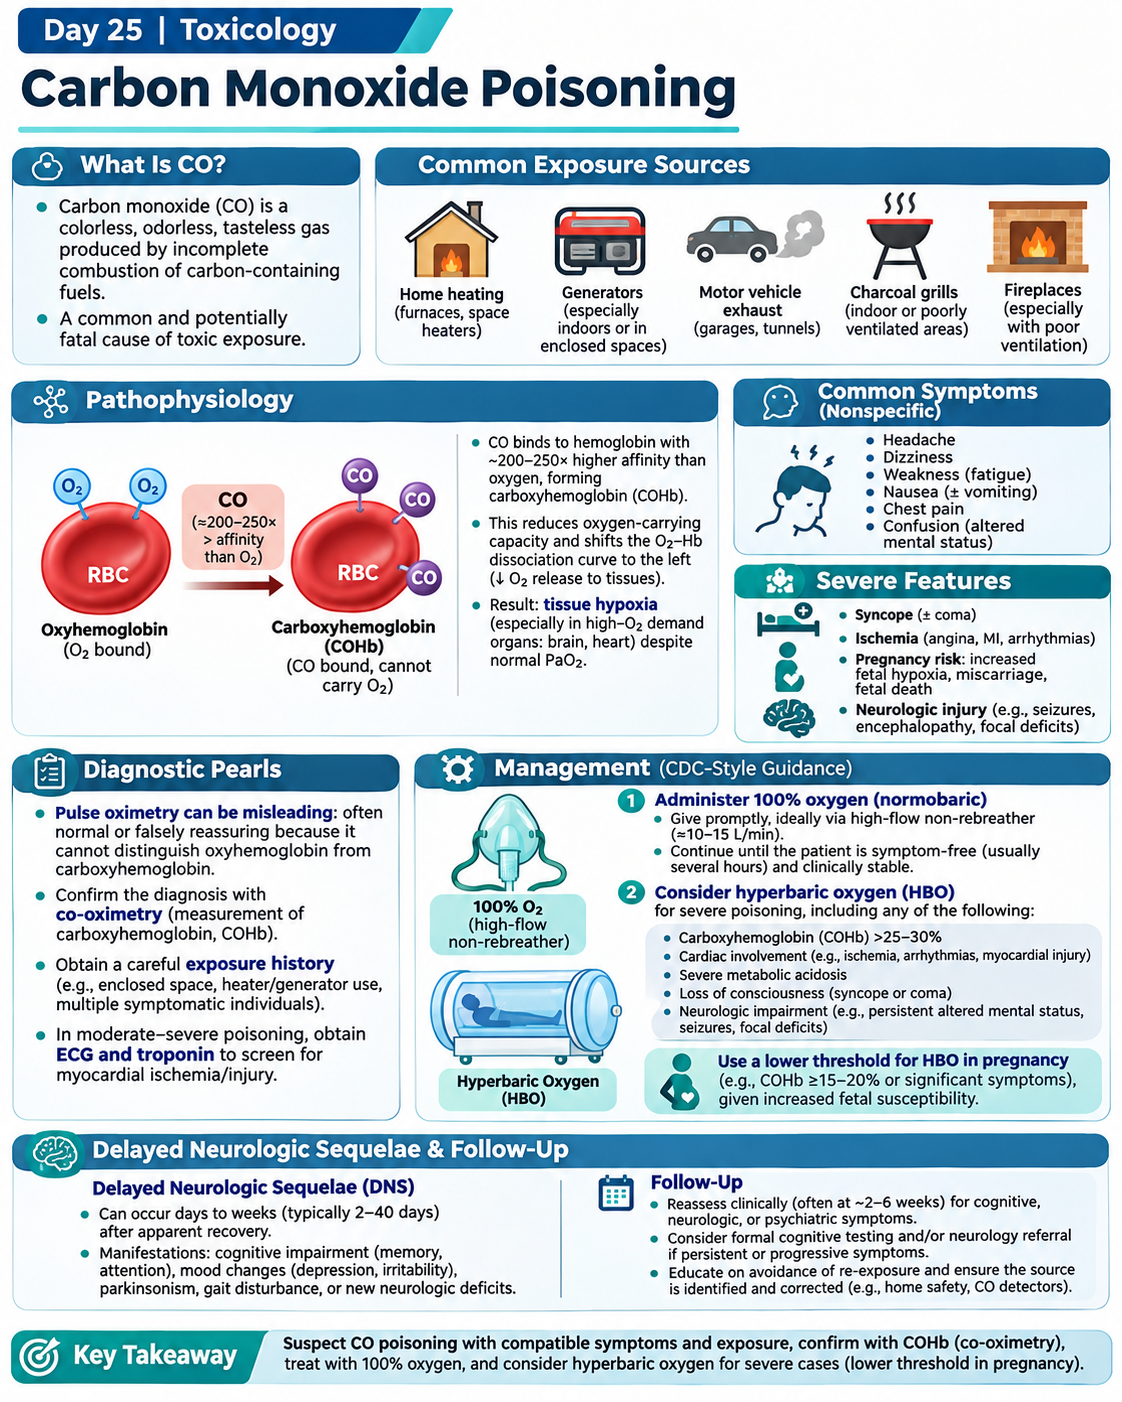 Day 25 | Toxicology
Carbon Monoxide Poisoning
What Is CO?
• Carbon monoxide (CO) is a
colorless, odorless, tasteless gas
produced by incomplete
combustion of carbon-containing
fuels.
• A common and potentially
fatal cause of toxic exposure.
Common Exposure Sources
Home heating
(furnaces, space
heaters)
Generators
(especially
indoors or in
enclosed spaces)
Motor vehicle
exhaust
(garages, tunnels)
Charcoal grills
(indoor or poorly
ventilated areas)
Fireplaces
(especially
with poor
ventilation)
Pathophysiology
O₂
O₂
RBC
Oxyhemoglobin
(O₂ bound)
CO
(≈200–250×
> affinity
than O₂)
CO
CO
CO
RBC
Carboxyhemoglobin
(COHb)
(CO bound, cannot
carry O₂)
• CO binds to hemoglobin with
~200–250× higher affinity than
oxygen, forming
carboxyhemoglobin (COHb).
• This reduces oxygen-carrying
capacity and shifts the O₂–Hb
dissociation curve to the left
(↓ O₂ release to tissues).
• Result: tissue hypoxia
(especially in high–O₂ demand
organs: brain, heart) despite
normal PaO₂.
Common Symptoms
(Nonspecific)
• Headache
• Dizziness
• Weakness (fatigue)
• Nausea (± vomiting)
• Chest pain
• Confusion (altered
mental status)
Severe Features
• Syncope (± coma)
• Ischemia (angina, MI, arrhythmias)
• Pregnancy risk: increased
fetal hypoxia, miscarriage,
fetal death
• Neurologic injury (e.g., seizures,
encephalopathy, focal deficits)
Diagnostic Pearls
• Pulse oximetry can be misleading: often
normal or falsely reassuring because it
cannot distinguish oxyhemoglobin from
carboxyhemoglobin.
• Confirm the diagnosis with
co-oximetry (measurement of
carboxyhemoglobin, COHb).
• Obtain a careful exposure history
(e.g., enclosed space, heater/generator use,
multiple symptomatic individuals).
• In moderate–severe poisoning, obtain
ECG and troponin to screen for
myocardial ischemia/injury.
Management (CDC-Style Guidance)
100% O₂
(high-flow
non-rebreather)
Hyperbaric Oxygen
(HBO)
1 Administer 100% oxygen (normobaric)
• Give promptly, ideally via high-flow non-rebreather
(≈10–15 L/min).
• Continue until the patient is symptom-free (usually
several hours) and clinically stable.
2 Consider hyperbaric oxygen (HBO)
for severe poisoning, including any of the following:
• Carboxyhemoglobin (COHb) >25–30%
• Cardiac involvement (e.g., ischemia, arrhythmias, myocardial injury)
• Severe metabolic acidosis
• Loss of consciousness (syncope or coma)
• Neurologic impairment (e.g., persistent altered mental status,
seizures, focal deficits)
Use a lower threshold for HBO in pregnancy
(e.g., COHb ≥15–20% or significant symptoms),
given increased fetal susceptibility.
Delayed Neurologic Sequelae & Follow-Up
Delayed Neurologic Sequelae (DNS)
• Can occur days to weeks (typically 2–40 days)
after apparent recovery.
• Manifestations: cognitive impairment (memory,
attention), mood changes (depression, irritability),
parkinsonism, gait disturbance, or new neurologic deficits.
Follow-Up
• Reassess clinically (often at ~2–6 weeks) for cognitive,
neurologic, or psychiatric symptoms.
• Consider formal cognitive testing and/or neurology referral
if persistent or progressive symptoms.
• Educate on avoidance of re-exposure and ensure the source
is identified and corrected (e.g., home safety, CO detectors).
Key Takeaway
Suspect CO poisoning with compatible symptoms and exposure, confirm with COHb (co-oximetry),
treat with 100% oxygen, and consider hyperbaric oxygen for severe cases (lower threshold in pregnancy).